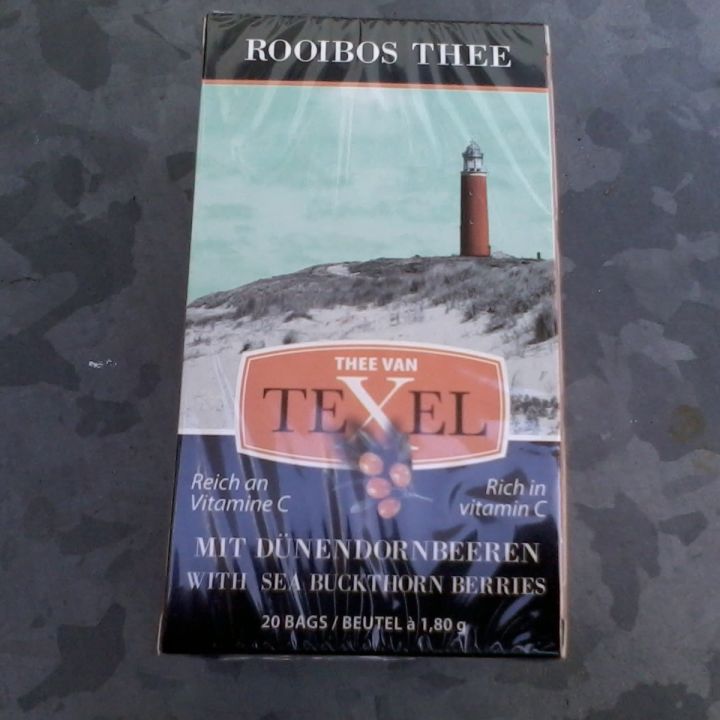 ROOIBOS THEE
THEE VAN
TEXEL
Reich an
Vitamine C
Rich in
vitamin C
MIT DÜNENDORNBEEREN
WITH SEA BUCKTHORN BERRIES
20 BAGS / BEUTEL à 1,80 g